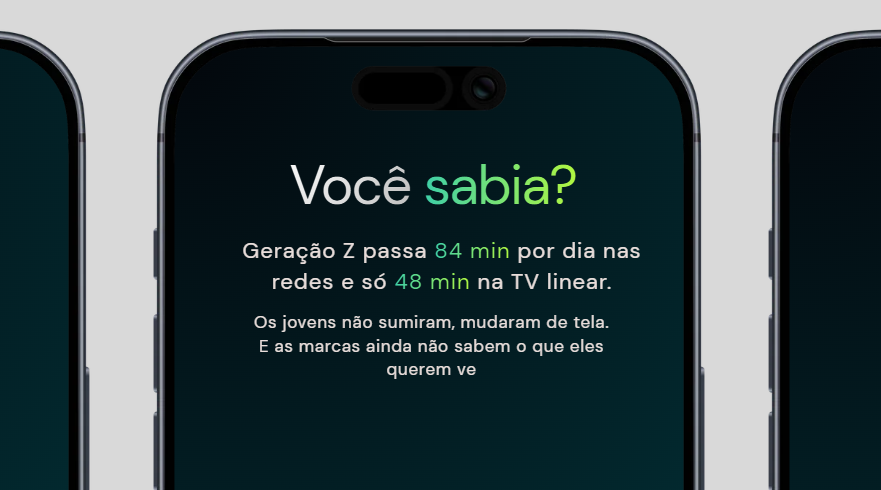 Você sabia?
Geração Z passa 84 min por dia nas
redes e só 48 min na TV linear.
Os jovens não sumiram, mudaram de tela.
E as marcas ainda não sabem o que eles
querem ve